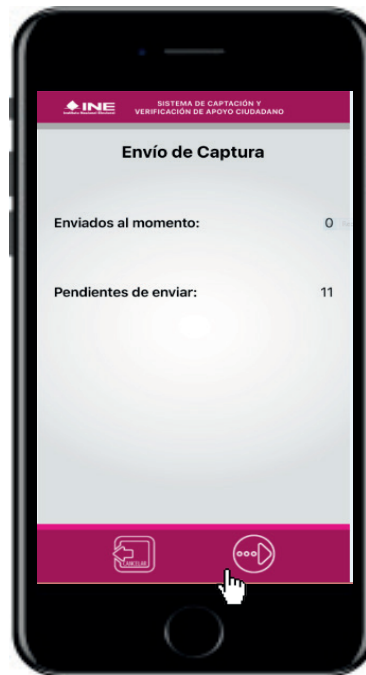 INE
SISTEMA DE CAPTACIÓN Y
VERIFICACIÓN DE APOYO CIUDADANO
Envío de Captura
Enviados al momento: 0
Pendientes de enviar: 11
CANCELAR